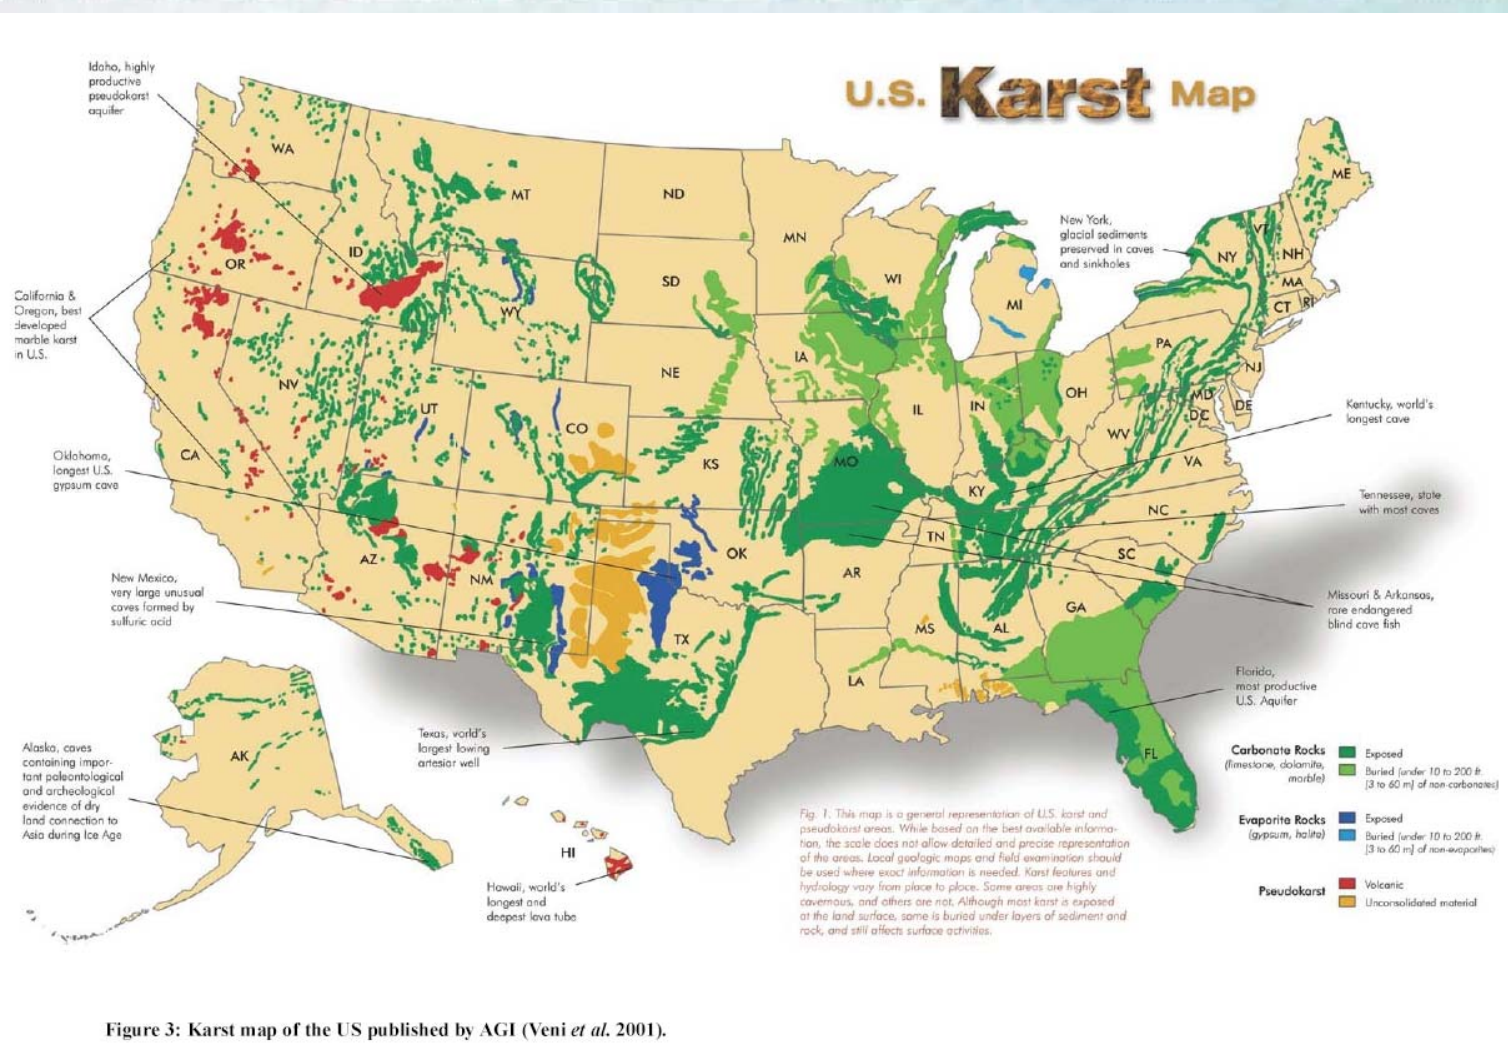 U.S. Karst Map
Idaho, highly
productive
pseudokarst
aquifer
California &
Oregon, best
developed
marble karst
in U.S.
Oklahoma,
longest U.S.
gypsum cave
New Mexico,
very large unusual
caves formed by
sulfuric acid
Alaska, caves
containing impor-
tant paleontological
and archeological
evidence of dry
land connection to
Asia during Ice Age
Texas, world's
largest lowing
artesiar well
Hawaii, world's
longest and
deepest lava tube
New York,
glacial sediments
preserved in caves
and sinkholes
Kentucky, world's
longest cave
Tennessee, state
with most caves
Missouri & Arkansas,
rare endangered
blind cave fish
Florida,
most productive
U.S. Aquifer
WA
MT
ND
MN
ME
OR
ID
WY
SD
WI
MI
NY
VT
NH
MA
CT
RI
NV
UT
CO
NE
IA
IL
IN
OH
PA
NJ
MD
DE
DC
CA
KS
MO
KY
WV
VA
AZ
NM
OK
AR
TN
NC
SC
TX
LA
MS
AL
GA
FL
AK
HI
Fig. 1. This map is a general representation of U.S. karst and
pseudokarst areas. While based on the best available informa-
tion, the scale does not allow detailed and precise representation
of the areas. Local geologic maps and field examination should
be used where exact information is needed. Karst features and
hydrology vary from place to place. Some areas are highly
cavernous, and others are not. Although most karst is exposed
at the land surface, some is buried under layers of sediment and
rock, and still affects surface activities.
Carbonate Rocks
(limestone, dolomite,
marble)
Exposed
Buried (under 10 to 200 ft.
[3 to 60 m] of non-carbonates)
Evaporite Rocks
(gypsum, halite)
Exposed
Buried (under 10 to 200 ft.
[3 to 60 m] of non-evaporites)
Pseudokarst
Volcanic
Unconsolidated material
Figure 3: Karst map of the US published by AGI (Veni et al. 2001).